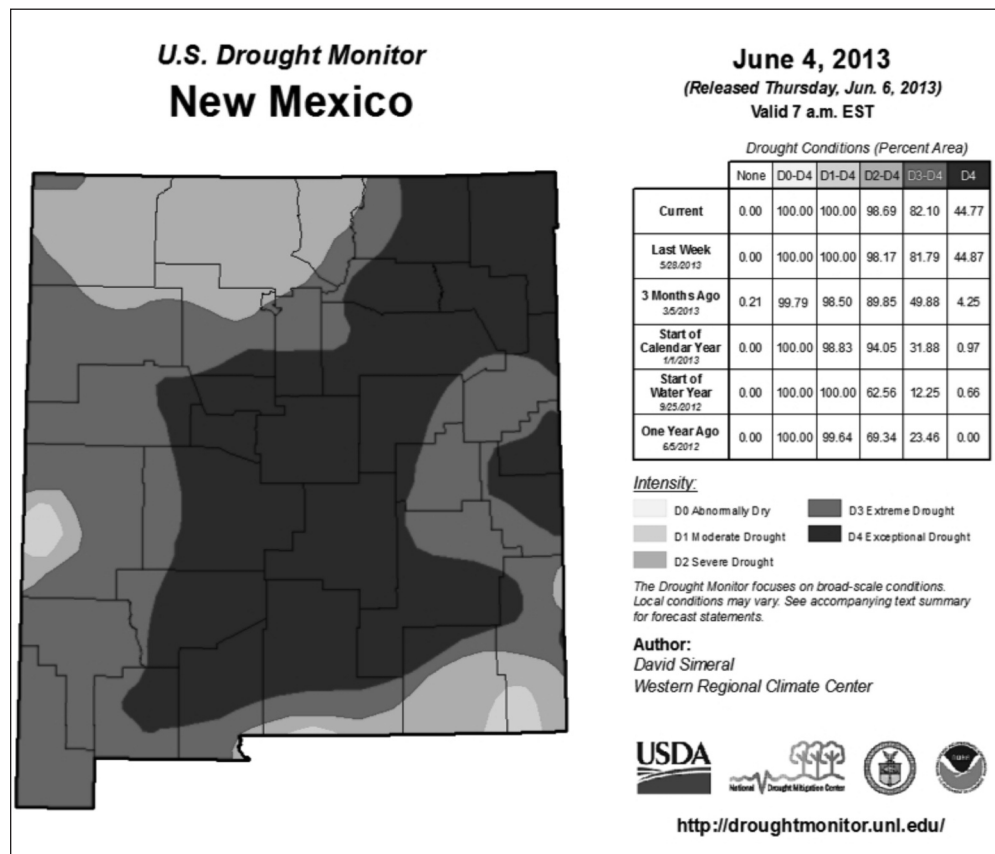 U.S. Drought Monitor
New Mexico
June 4, 2013
(Released Thursday, Jun. 6, 2013)
Valid 7 a.m. EST
Drought Conditions (Percent Area)
None D0-D4 D1-D4 D2-D4 D3-D4 D4
Current 0.00 100.00 100.00 98.69 82.10 44.77
Last Week 5/28/2013 0.00 100.00 100.00 98.17 81.79 44.87
3 Months Ago 3/5/2013 0.21 99.79 98.50 89.85 49.88 4.25
Start of Calendar Year 1/1/2013 0.00 100.00 98.83 94.05 31.88 0.97
Start of Water Year 9/25/2012 0.00 100.00 100.00 62.56 12.25 0.66
One Year Ago 6/5/2012 0.00 100.00 99.64 69.34 23.46 0.00
Intensity:
D0 Abnormally Dry
D1 Moderate Drought
D2 Severe Drought
D3 Extreme Drought
D4 Exceptional Drought
The Drought Monitor focuses on broad-scale conditions.
Local conditions may vary. See accompanying text summary
for forecast statements.
Author:
David Simeral
Western Regional Climate Center
USDA
National Drought Mitigation Center
http://droughtmonitor.unl.edu/